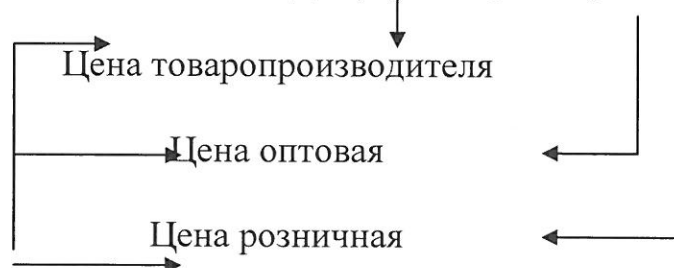 Цена товаропроизводителя
Цена оптовая
Цена розничная